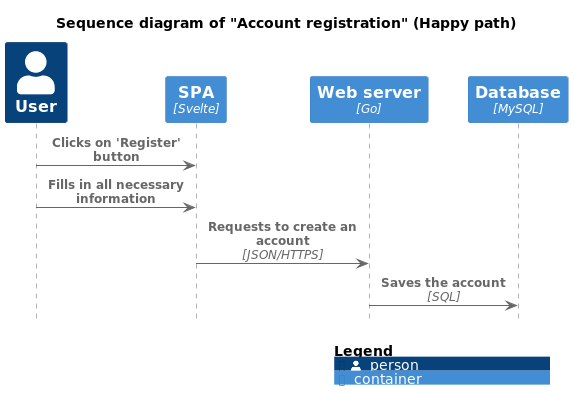 Sequence diagram of "Account registration" (Happy path)
User
SPA
[Svelte]
Web server
[Go]
Database
[MySQL]
Clicks on 'Register'
button
Fills in all necessary
information
Requests to create an
account
[JSON/HTTPS]
Saves the account
[SQL]
Legend
person
container